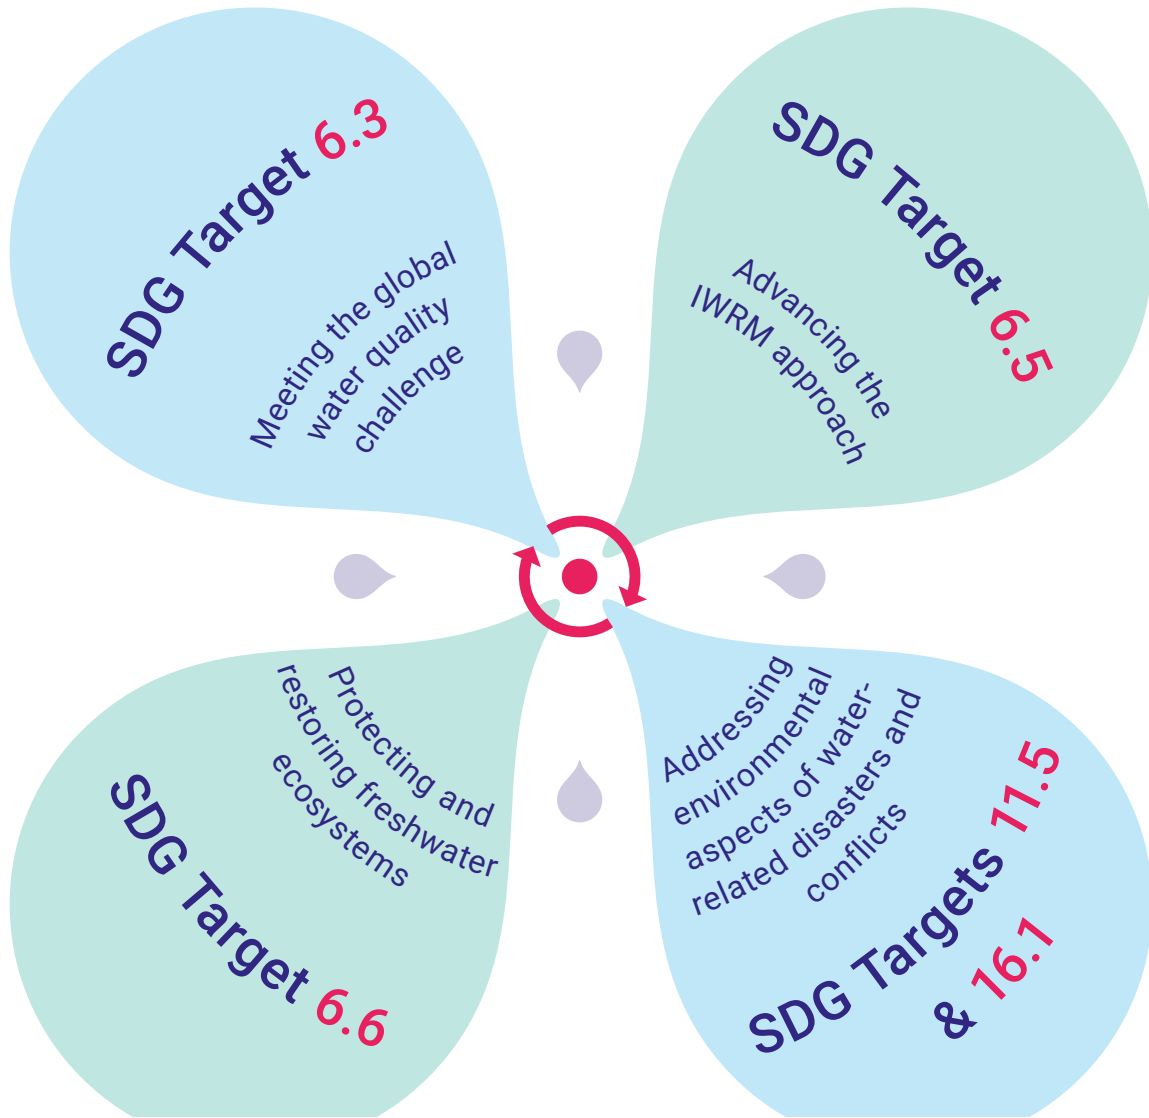 SDG Target 6.3
Meeting the global
water quality
challenge
SDG Target 6.5
Advancing the
IWRM approach
Protecting and
restoring freshwater
ecosystems
SDG Target 6.6
Addressing
environmental
aspects of water-
related disasters and
conflicts
SDG Targets 11.5
& 16.1